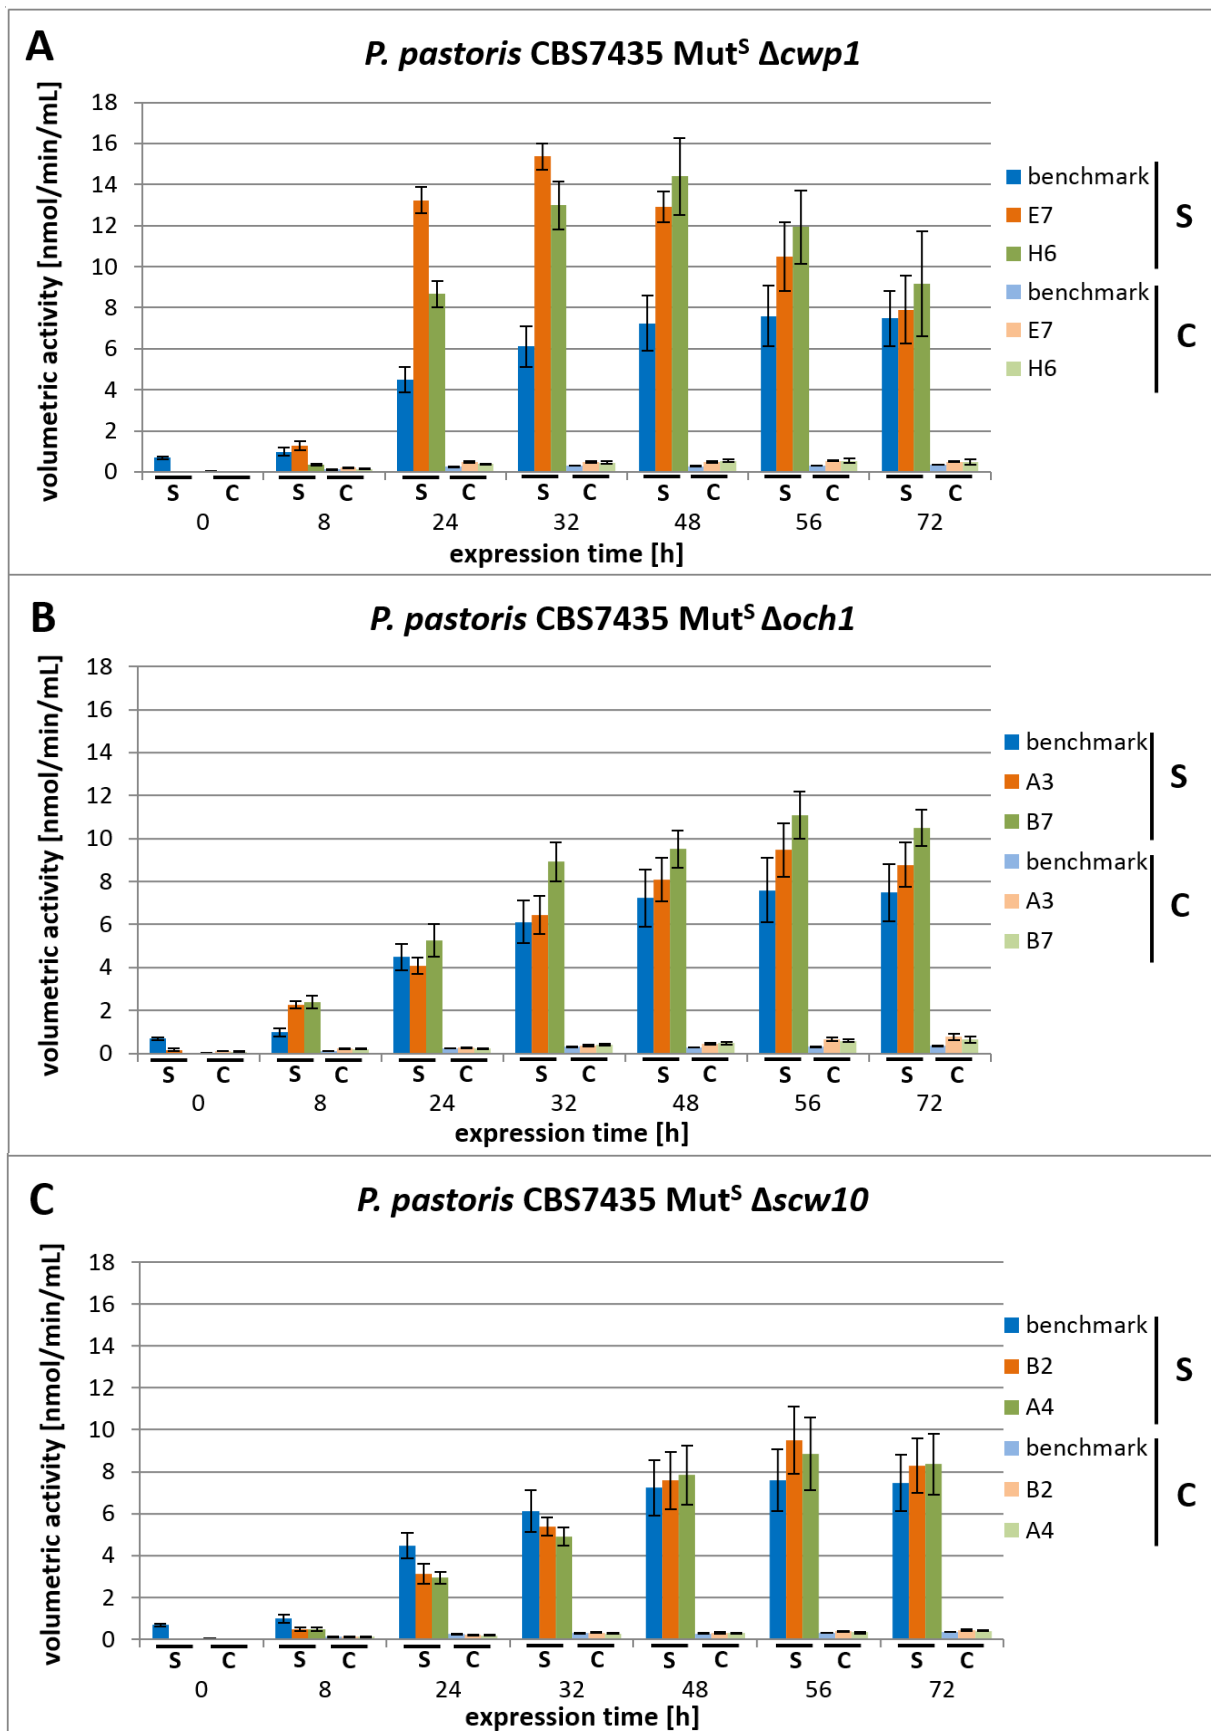 A
P. pastoris CBS7435 Mutˢ Δcwp1
volumetric activity [nmol/min/mL]
18
16
14
12
10
8
6
4
2
0
benchmark
E7
H6
S
benchmark
E7
H6
C
S C S C S C S C S C S C S C
0 8 24 32 48 56 72
expression time [h]
B
P. pastoris CBS7435 Mutˢ Δoch1
volumetric activity [nmol/min/mL]
18
16
14
12
10
8
6
4
2
0
benchmark
A3
B7
S
benchmark
A3
B7
C
S C S C S C S C S C S C S C
0 8 24 32 48 56 72
expression time [h]
C
P. pastoris CBS7435 Mutˢ Δscw10
volumetric activity [nmol/min/mL]
18
16
14
12
10
8
6
4
2
0
benchmark
B2
A4
S
benchmark
B2
A4
C
S C S C S C S C S C S C S C
0 8 24 32 48 56 72
expression time [h]